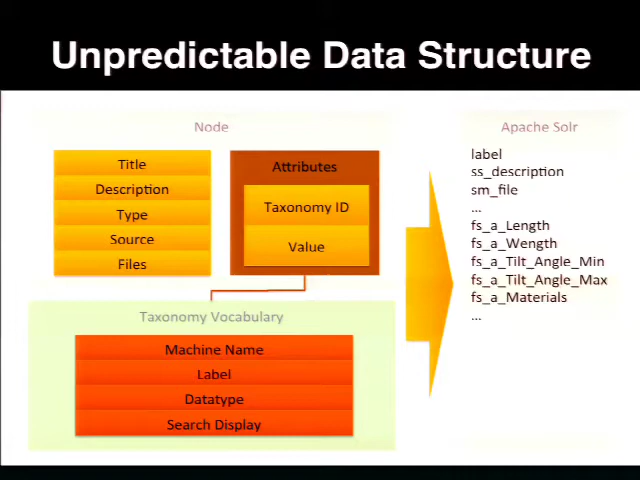 Unpredictable Data Structure
Node
Title
Description
Type
Source
Files
Attributes
Taxonomy ID
Value
Taxonomy Vocabulary
Machine Name
Label
Datatype
Search Display
Apache Solr
label
ss_description
sm_file
...
fs_a_Length
fs_a_Wength
fs_a_Tilt_Angle_Min
fs_a_Tilt_Angle_Max
fs_a_Materials
...